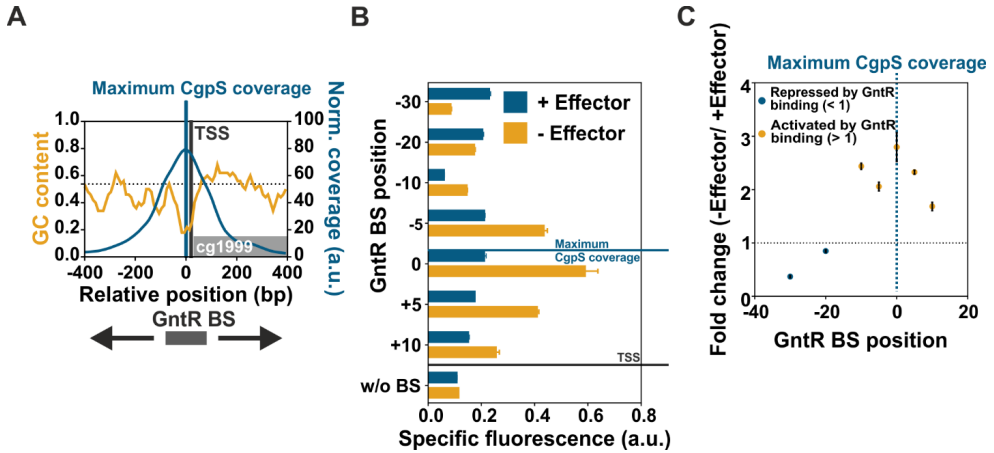 A
Maximum CgpS coverage
TSS
GC content
1.0
0.8
0.6
0.4
0.2
0.0
100
80
60
40
20
0
Norm. coverage (a.u.)
cg1999
-400
-200
0
200
400
Relative position (bp)
GntR BS
B
+ Effector
- Effector
GntR BS position
-30
-20
-10
-5
0
+5
+10
w/o BS
Maximum
CgpS coverage
TSS
0.0
0.2
0.4
0.6
0.8
Specific fluorescence (a.u.)
C
Maximum CgpS coverage
Fold change (-Effector/ +Effector)
4
3
2
1
0
Repressed by GntR
binding (< 1)
Activated by GntR
binding (> 1)
-40
-20
0
20
GntR BS position